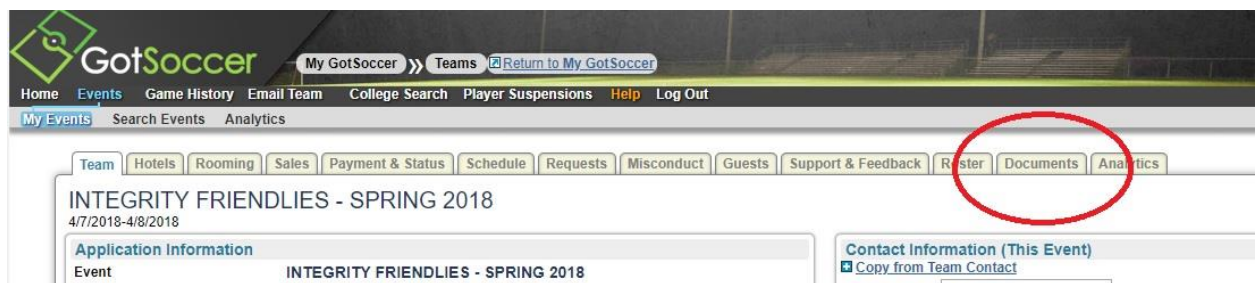 GotSoccer
My GotSoccer » Teams Return to My GotSoccer
Home Events Game History Email Team College Search Player Suspensions Help Log Out
My Events Search Events Analytics
Team Hotels Rooming Sales Payment & Status Schedule Requests Misconduct Guests Support & Feedback Roster Documents Analytics
INTEGRITY FRIENDLIES - SPRING 2018
4/7/2018-4/8/2018
Application Information
Event INTEGRITY FRIENDLIES - SPRING 2018
Contact Information (This Event)
Copy from Team Contact